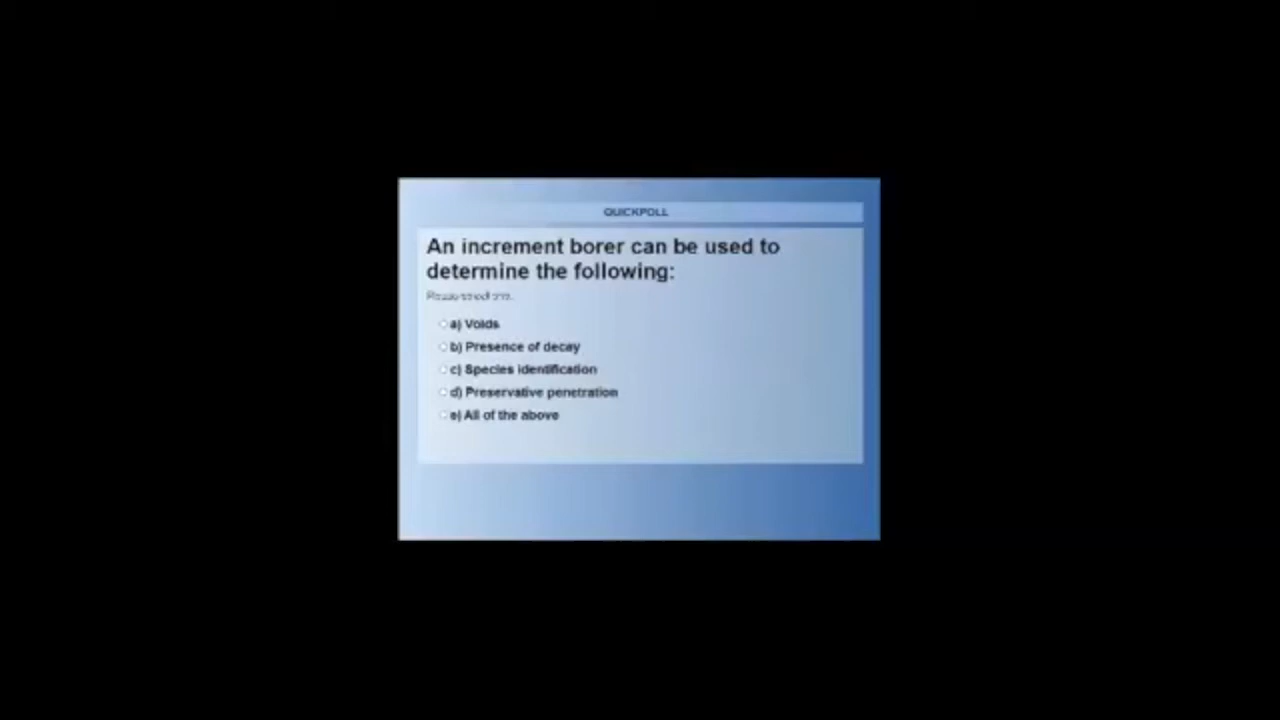 QUICKPOLL
An increment borer can be used to
determine the following:
a) Voids
b) Presence of decay
c) Species identification
d) Preservative penetration
e) All of the above